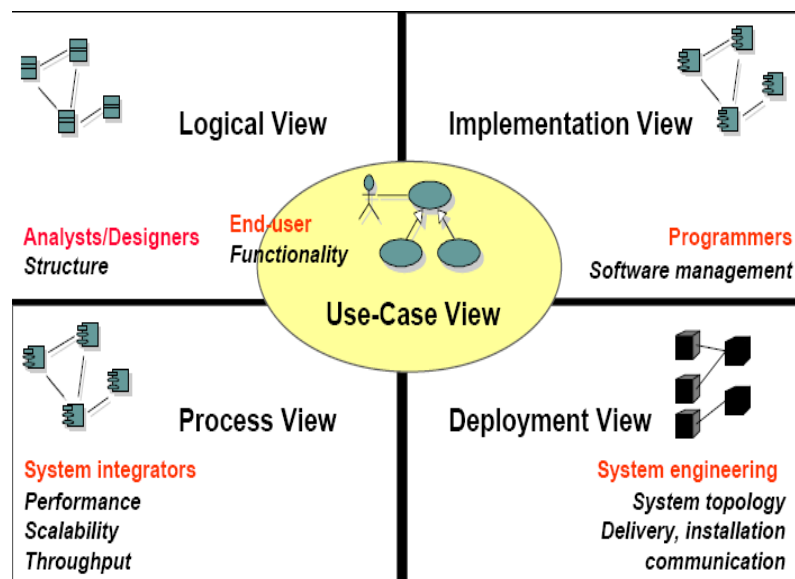 Logical View
Implementation View
Analysts/Designers
Structure
End-user
Functionality
Programmers
Software management
Use-Case View
Process View
Deployment View
System integrators
Performance
Scalability
Throughput
System engineering
System topology
Delivery, installation
communication